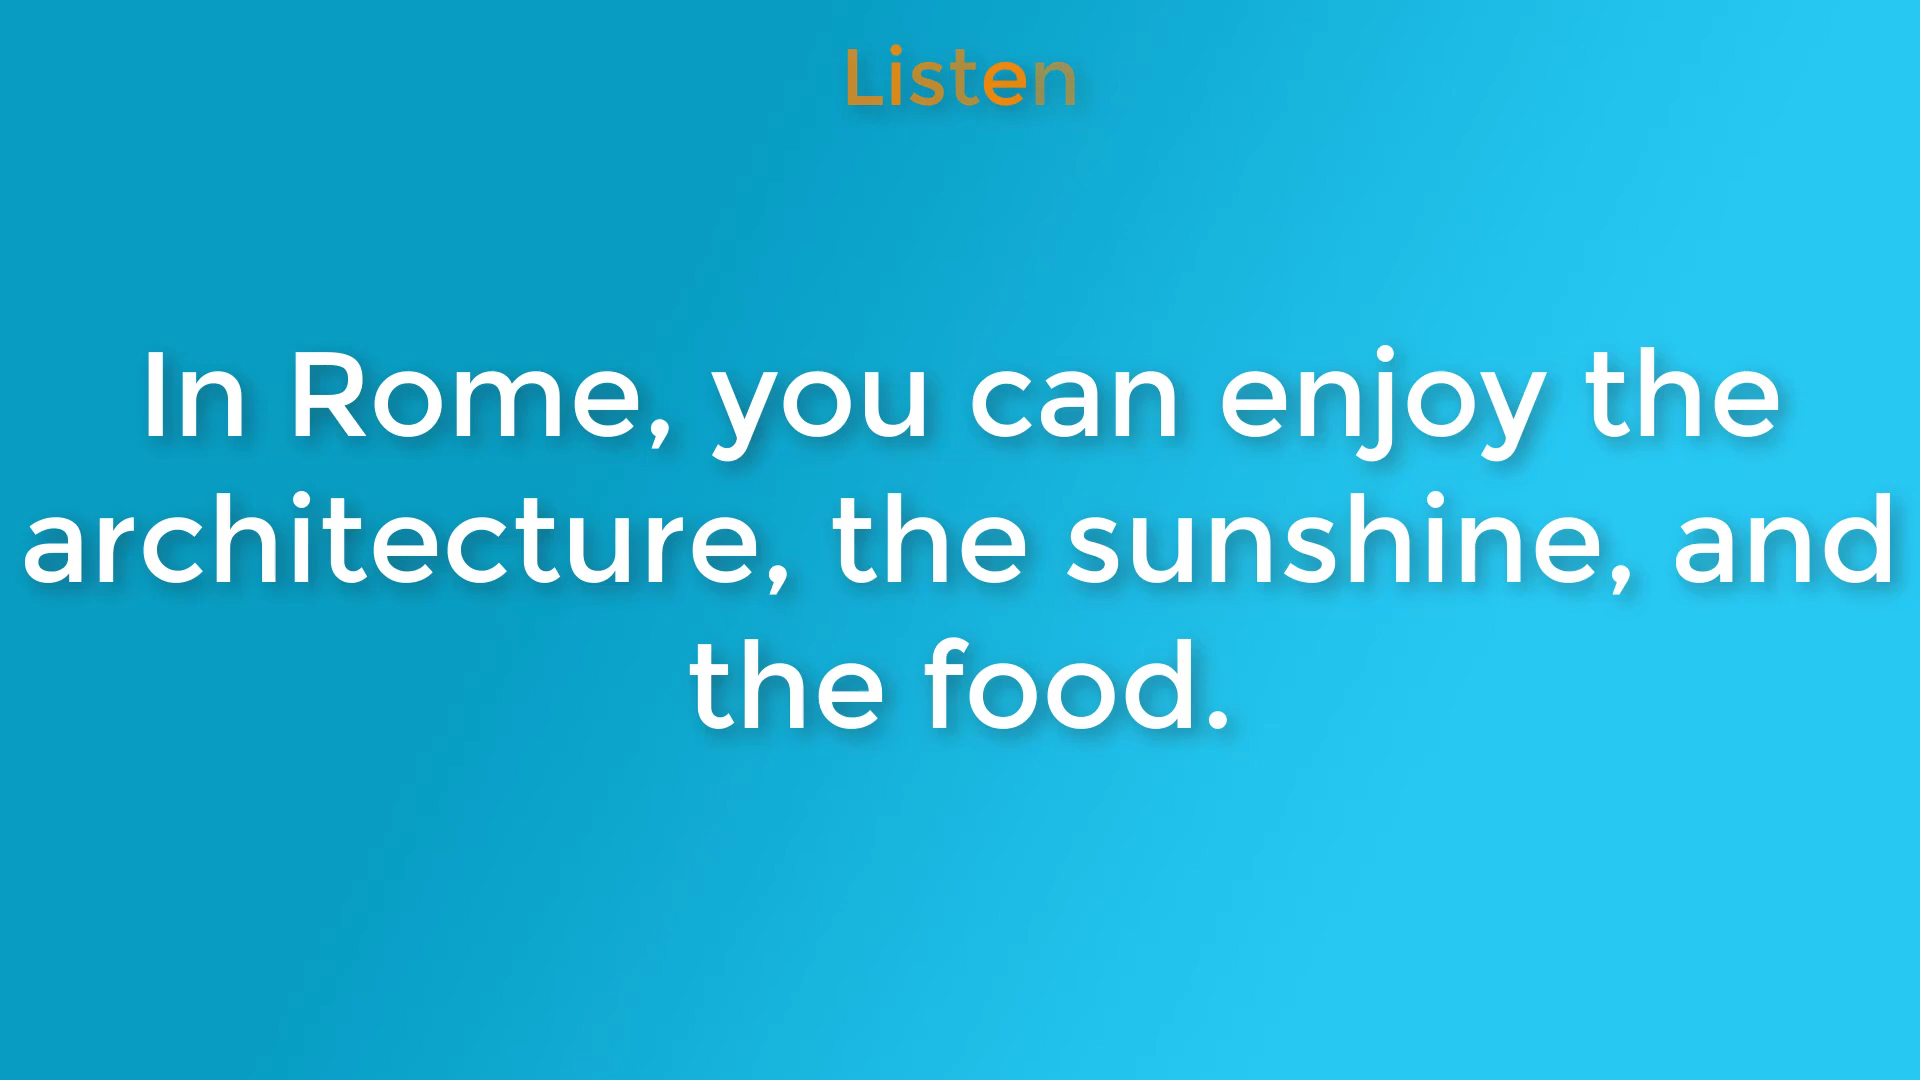 Listen
In Rome, you can enjoy the
architecture, the sunshine, and
the food.